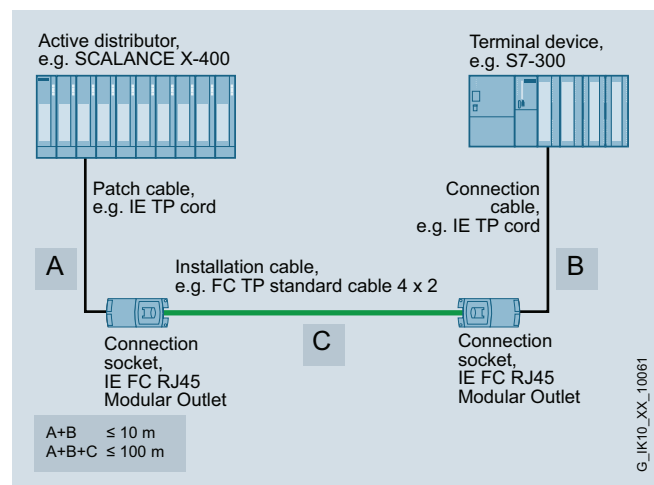 Active distributor,
e.g. SCALANCE X-400
Terminal device,
e.g. S7-300
Patch cable,
e.g. IE TP cord
Connection
cable,
e.g. IE TP cord
A
B
Installation cable,
e.g. FC TP standard cable 4 x 2
C
Connection
socket,
IE FC RJ45
Modular Outlet
Connection
socket,
IE FC RJ45
Modular Outlet
A+B ≤ 10 m
A+B+C ≤ 100 m
G_IK10_XX_10061